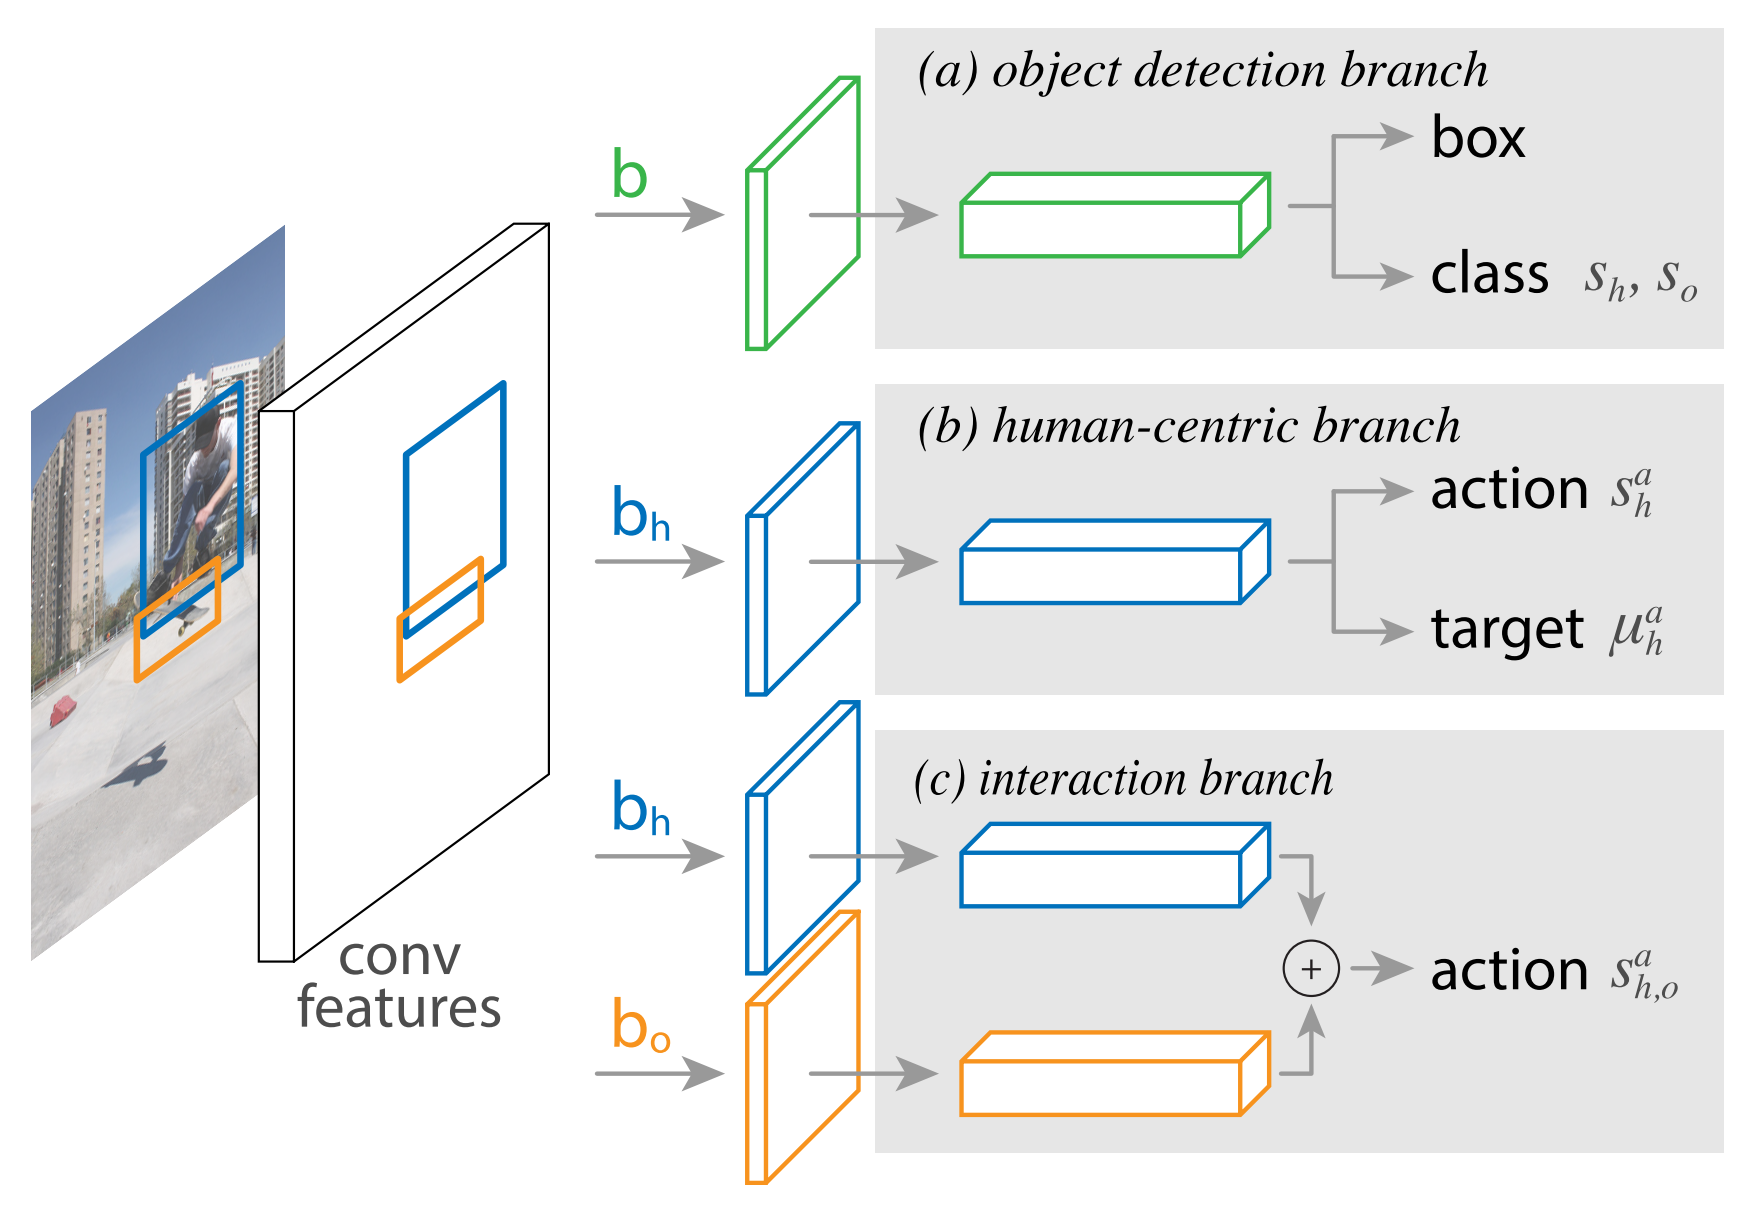 (a) object detection branch
b
box
class s_h, s_o
(b) human-centric branch
b_h
action s_h^a
target μ_h^a
(c) interaction branch
b_h
b_o
+
action s_{h,o}^a
conv
features